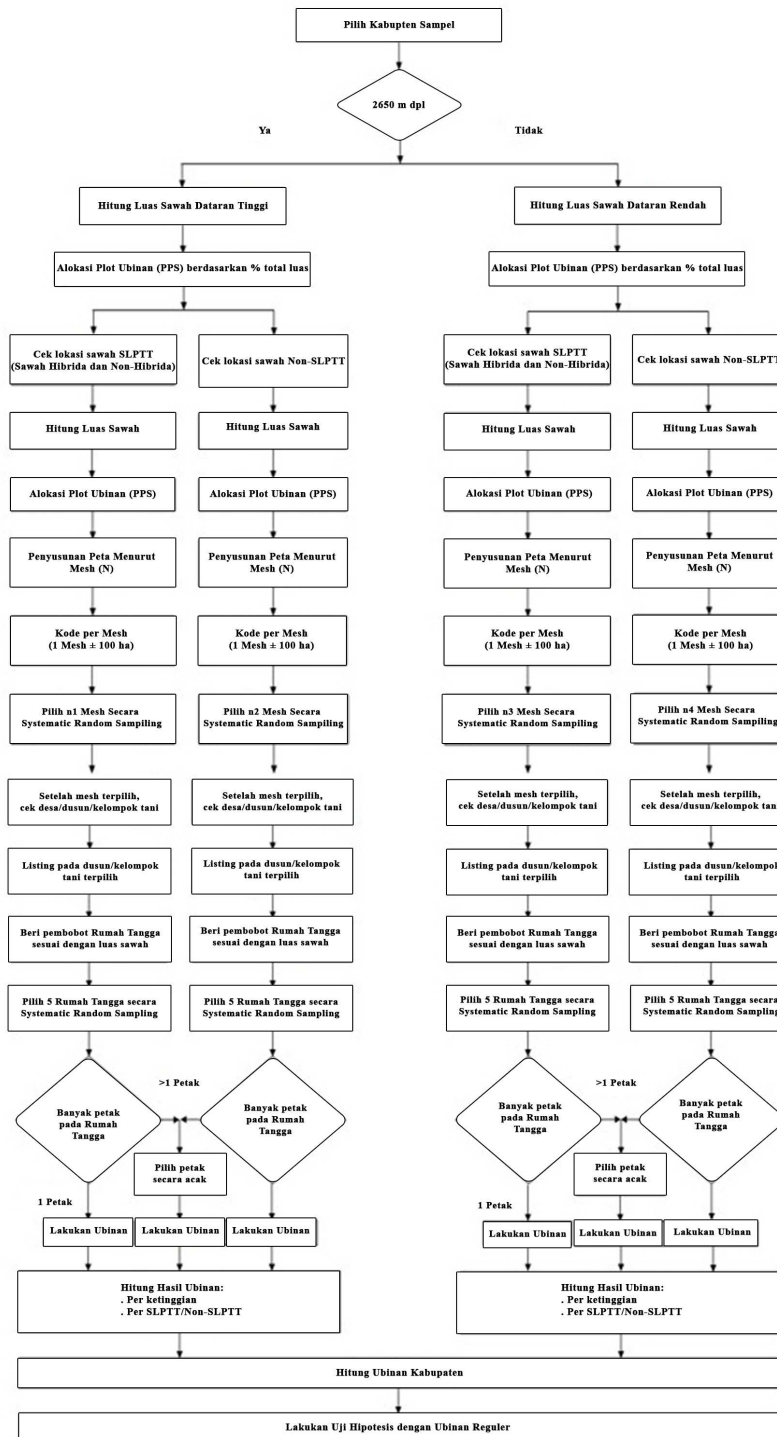 Pilih Kabupten Sampel
2650 m dpl
Ya
Tidak
Hitung Luas Sawah Dataran Tinggi
Hitung Luas Sawah Dataran Rendah
Alokasi Plot Ubinan (PPS) berdasarkan % total luas
Alokasi Plot Ubinan (PPS) berdasarkan % total luas
Cek lokasi sawah SLPTT
(Sawah Hibrida dan Non-Hibrida)
Cek lokasi sawah Non-SLPTT
Cek lokasi sawah SLPTT
(Sawah Hibrida dan Non-Hibrida)
Cek lokasi sawah Non-SLPTT
Hitung Luas Sawah
Hitung Luas Sawah
Hitung Luas Sawah
Hitung Luas Sawah
Alokasi Plot Ubinan (PPS)
Alokasi Plot Ubinan (PPS)
Alokasi Plot Ubinan (PPS)
Alokasi Plot Ubinan (PPS)
Penyusunan Peta Menurut
Mesh (N)
Penyusunan Peta Menurut
Mesh (N)
Penyusunan Peta Menurut
Mesh (N)
Penyusunan Peta Menurut
Mesh (N)
Kode per Mesh
(1 Mesh ± 100 ha)
Kode per Mesh
(1 Mesh ± 100 ha)
Kode per Mesh
(1 Mesh ± 100 ha)
Kode per Mesh
(1 Mesh ± 100 ha)
Pilih n1 Mesh Secara
Systematic Random Sampiling
Pilih n2 Mesh Secara
Systematic Random Sampiling
Pilih n3 Mesh Secara
Systematic Random Sampiling
Pilih n4 Mesh Secara
Systematic Random Sampiling
Setelah mesh terpilih,
cek desa/dusun/kelompok tani
Setelah mesh terpilih,
cek desa/dusun/kelompok tani
Setelah mesh terpilih,
cek desa/dusun/kelompok tani
Setelah mesh terpilih,
cek desa/dusun/kelompok tani
Listing pada dusun/kelompok
tani terpilih
Listing pada dusun/kelompok
tani terpilih
Listing pada dusun/kelompok
tani terpilih
Listing pada dusun/kelompok
tani terpilih
Beri pembobot Rumah Tangga
sesuai dengan luas sawah
Beri pembobot Rumah Tangga
sesuai dengan luas sawah
Beri pembobot Rumah Tangga
sesuai dengan luas sawah
Beri pembobot Rumah Tangga
sesuai dengan luas sawah
Pilih 5 Rumah Tangga secara
Systematic Random Sampling
Pilih 5 Rumah Tangga secara
Systematic Random Sampling
Pilih 5 Rumah Tangga secara
Systematic Random Sampling
Pilih 5 Rumah Tangga secara
Systematic Random Sampling
>1 Petak
>1 Petak
Banyak petak
pada Rumah
Tangga
Banyak petak
pada Rumah
Tangga
Banyak petak
pada Rumah
Tangga
Banyak petak
pada Rumah
Tangga
Pilih petak
secara acak
Pilih petak
secara acak
1 Petak
1 Petak
Lakukan Ubinan
Lakukan Ubinan
Lakukan Ubinan
Lakukan Ubinan
Lakukan Ubinan
Lakukan Ubinan
Hitung Hasil Ubinan:
. Per ketinggian
. Per SLPTT/Non-SLPTT
Hitung Hasil Ubinan:
. Per ketinggian
. Per SLPTT/Non-SLPTT
Hitung Ubinan Kabupaten
Lakukan Uji Hipotesis dengan Ubinan Reguler